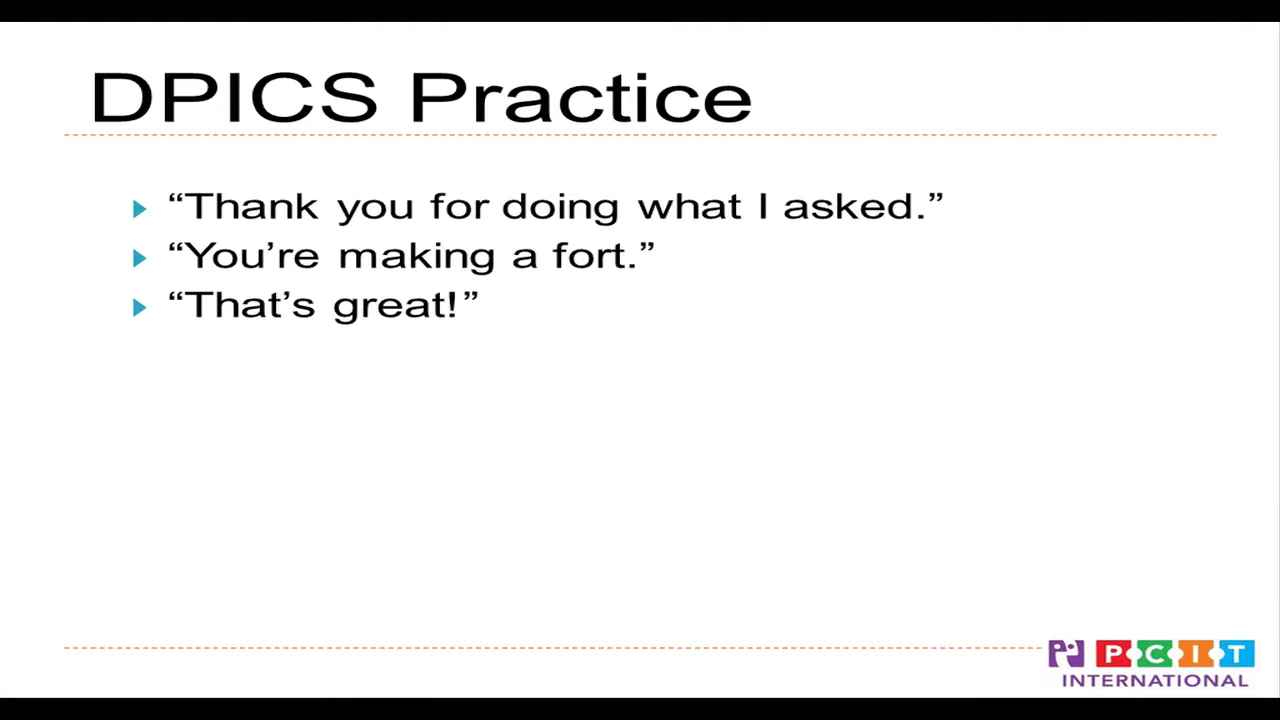 DPICS Practice
“Thank you for doing what I asked.”
“You’re making a fort.”
“That’s great!”
PCIT
INTERNATIONAL